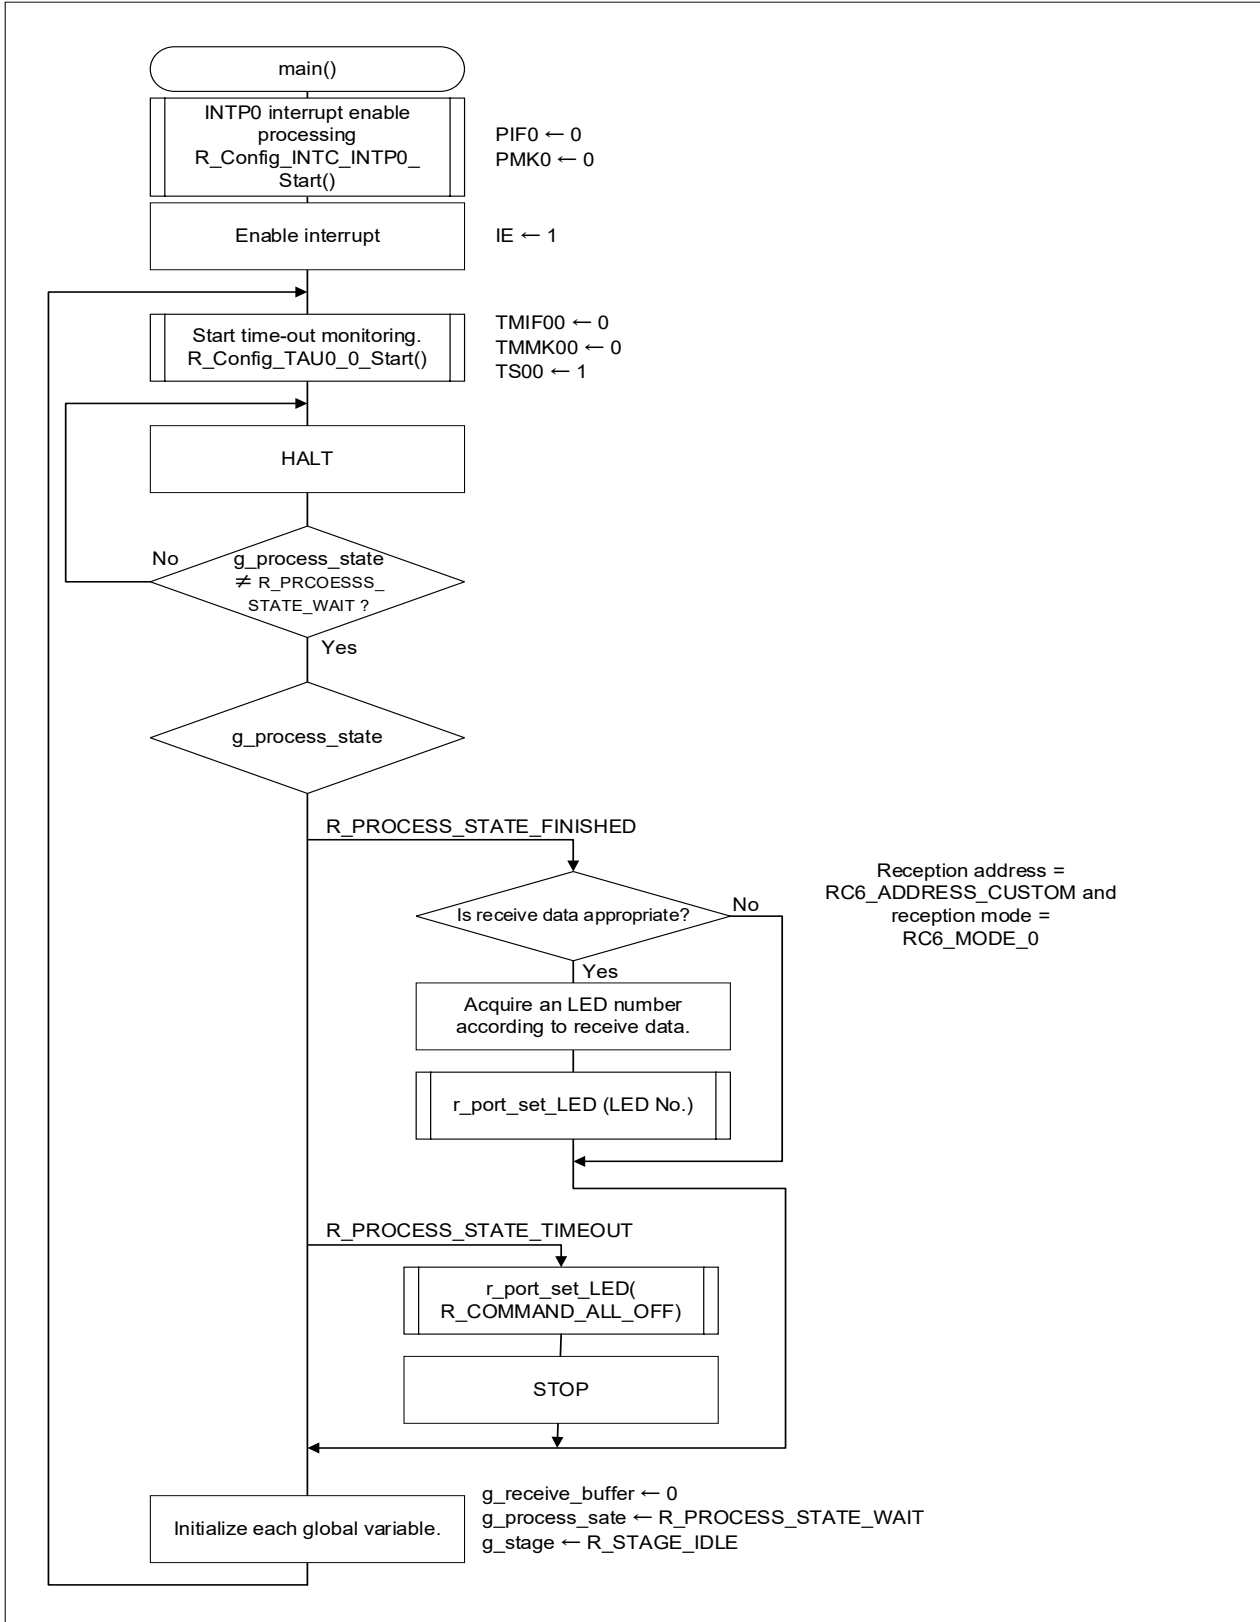 main()
INTP0 interrupt enable
processing
R_Config_INTC_INTP0_
Start()
PIF0 ← 0
PMK0 ← 0
Enable interrupt
IE ← 1
Start time-out monitoring.
R_Config_TAU0_0_Start()
TMIF00 ← 0
TMMK00 ← 0
TS00 ← 1
HALT
No
g_process_state
≠ R_PRCOESSS_
STATE_WAIT ?
Yes
g_process_state
R_PROCESS_STATE_FINISHED
Is receive data appropriate?
No
Reception address =
RC6_ADDRESS_CUSTOM and
reception mode =
RC6_MODE_0
Yes
Acquire an LED number
according to receive data.
r_port_set_LED (LED No.)
R_PROCESS_STATE_TIMEOUT
r_port_set_LED(
R_COMMAND_ALL_OFF)
STOP
Initialize each global variable.
g_receive_buffer ← 0
g_process_sate ← R_PROCESS_STATE_WAIT
g_stage ← R_STAGE_IDLE